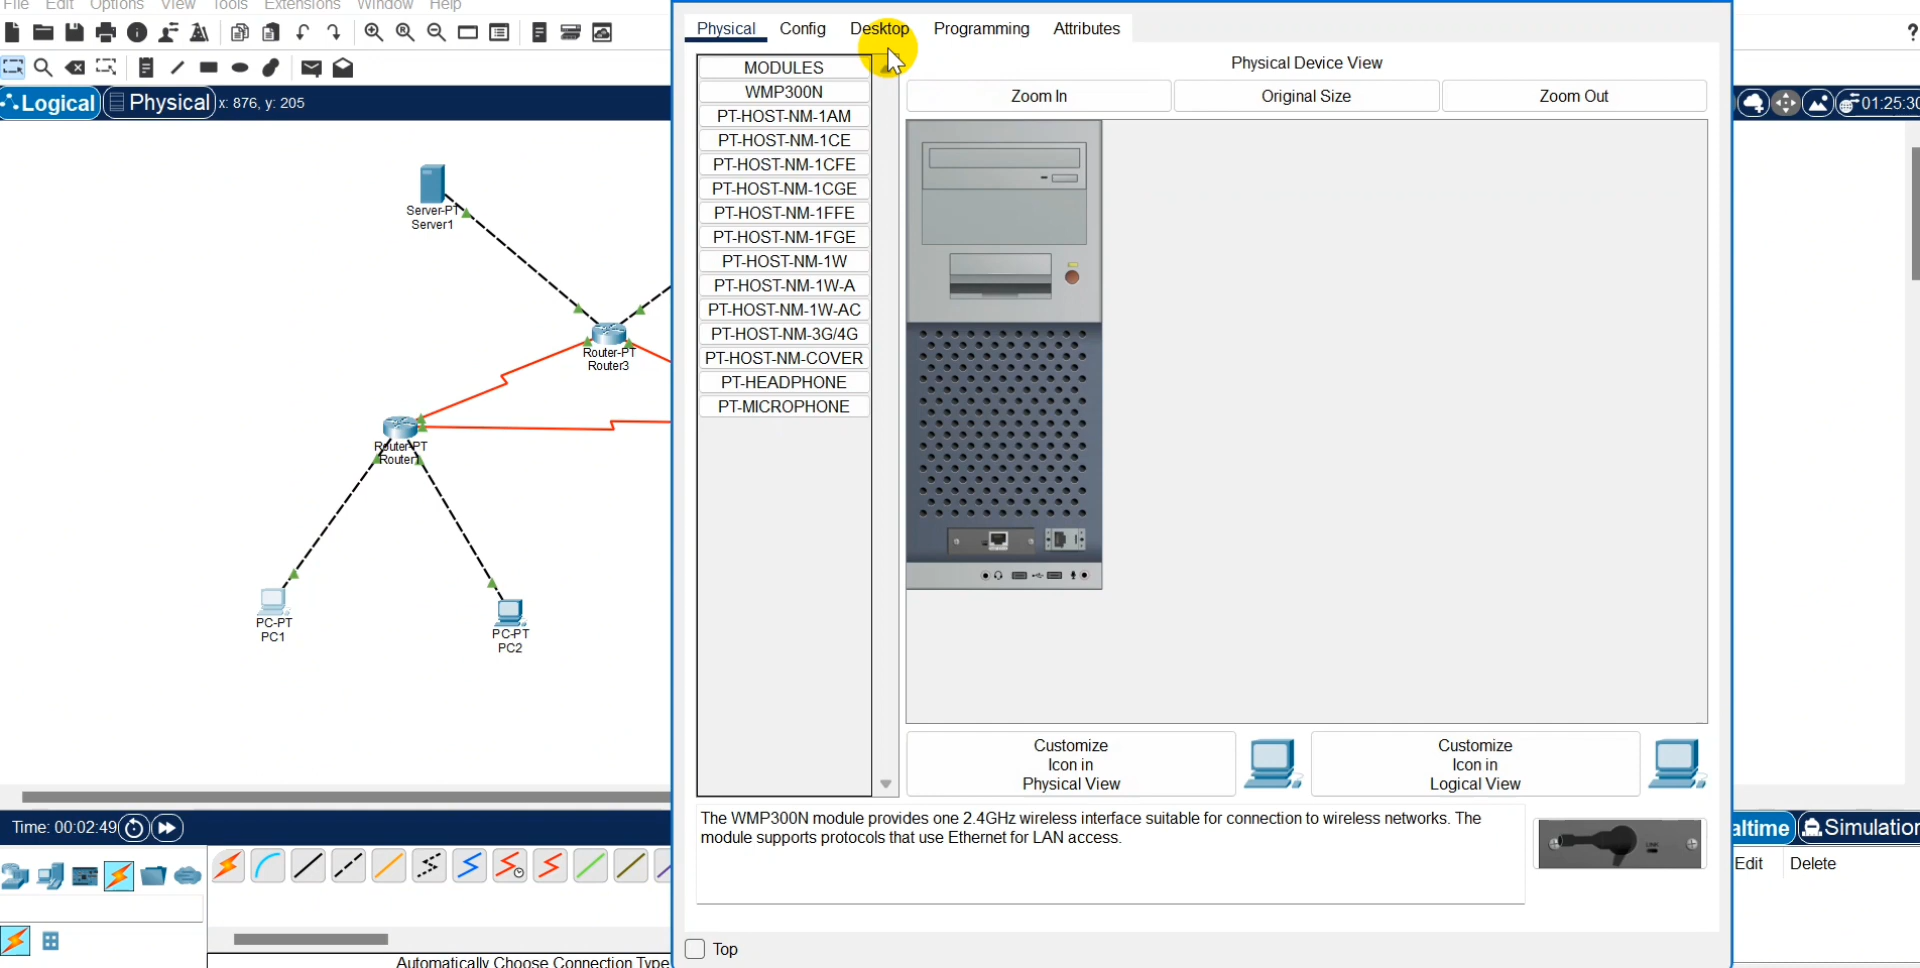 File Edit Options View Tools Extensions Window Help
?
Logical Physical x: 876, y: 205
01:25:30
Server-PT
Server1
Router-PT
Router3
Router-PT
Router1
PC-PT
PC1
PC-PT
PC2
Physical Config Desktop Programming Attributes
MODULES
WMP300N
PT-HOST-NM-1AM
PT-HOST-NM-1CE
PT-HOST-NM-1CFE
PT-HOST-NM-1CGE
PT-HOST-NM-1FFE
PT-HOST-NM-1FGE
PT-HOST-NM-1W
PT-HOST-NM-1W-A
PT-HOST-NM-1W-AC
PT-HOST-NM-3G/4G
PT-HOST-NM-COVER
PT-HEADPHONE
PT-MICROPHONE
Physical Device View
Zoom In Original Size Zoom Out
Customize
Icon in
Physical View
Customize
Icon in
Logical View
The WMP300N module provides one 2.4GHz wireless interface suitable for connection to wireless networks. The
module supports protocols that use Ethernet for LAN access.
Top
Time: 00:02:49
altime Simulation
Edit Delete
Automatically Choose Connection Type